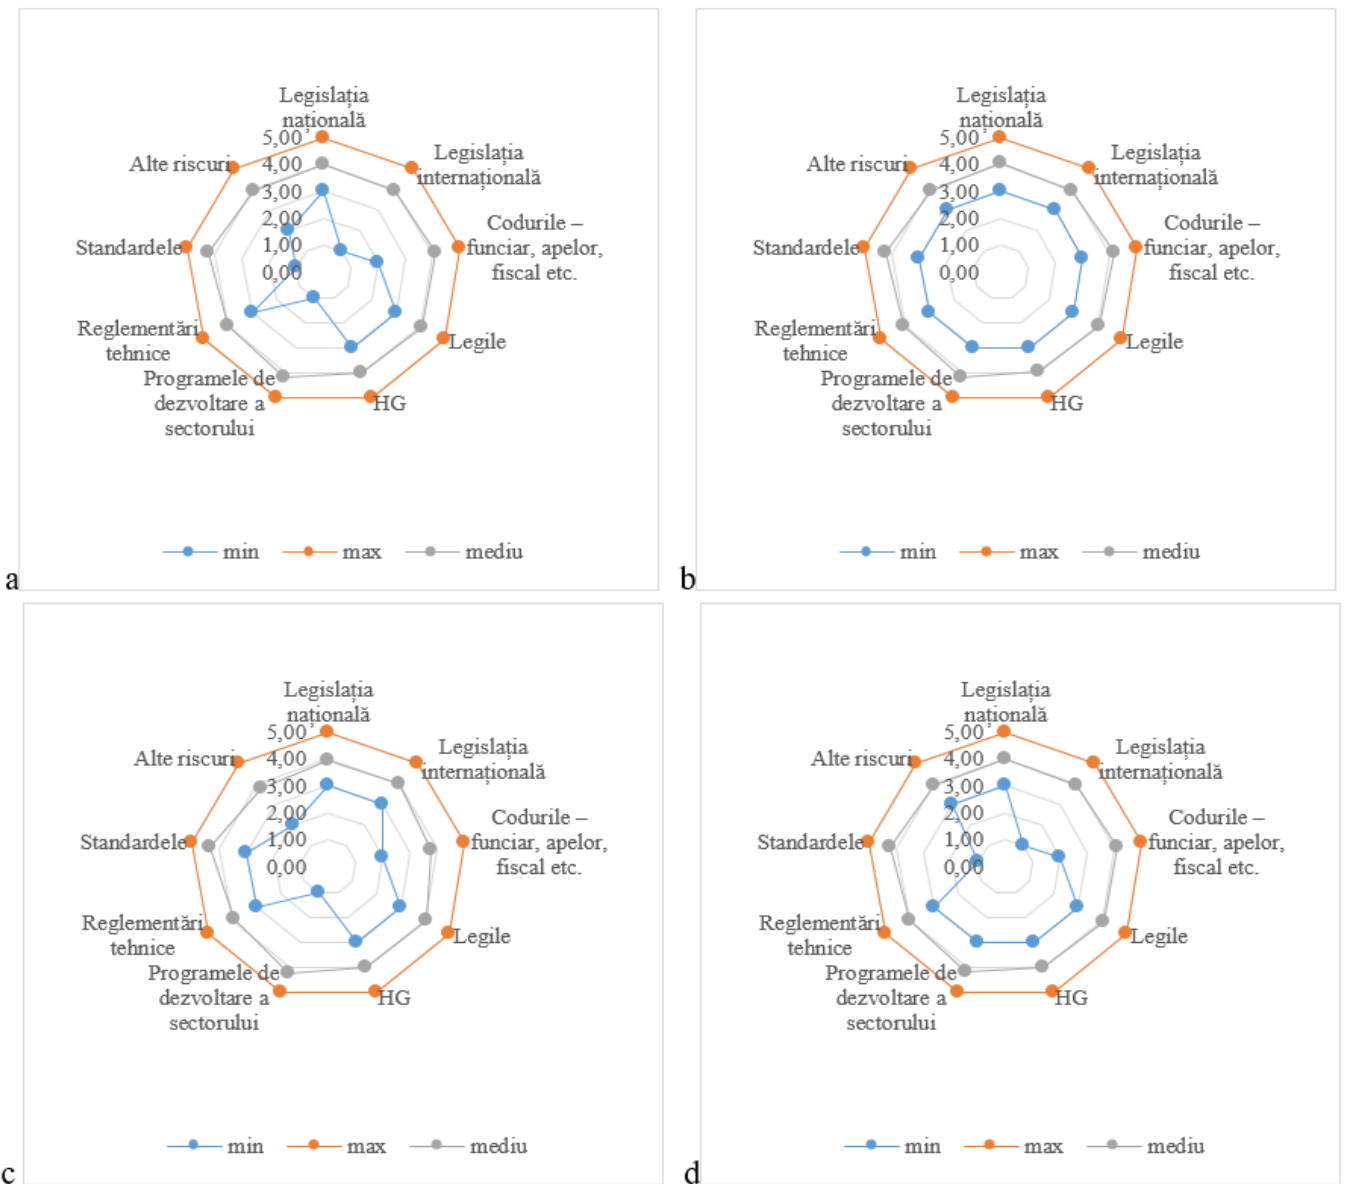 Legislația
națională
5,00
4,00
3,00
2,00
1,00
0,00
Legislația
internațională
Codurile –
funciar, apelor,
fiscal etc.
Legile
HG
Programele de
dezvoltare a
sectorului
Reglementări
tehnice
Standardele
Alte riscuri
min max mediu
a
Legislația
națională
5,00
4,00
3,00
2,00
1,00
0,00
Legislația
internațională
Codurile –
funciar, apelor,
fiscal etc.
Legile
HG
Programele de
dezvoltare a
sectorului
Reglementări
tehnice
Standardele
Alte riscuri
min max mediu
b
Legislația
națională
5,00
4,00
3,00
2,00
1,00
0,00
Legislația
internațională
Codurile –
funciar, apelor,
fiscal etc.
Legile
HG
Programele de
dezvoltare a
sectorului
Reglementări
tehnice
Standardele
Alte riscuri
min max mediu
c
Legislația
națională
5,00
4,00
3,00
2,00
1,00
0,00
Legislația
internațională
Codurile –
funciar, apelor,
fiscal etc.
Legile
HG
Programele de
dezvoltare a
sectorului
Reglementări
tehnice
Standardele
Alte riscuri
min max mediu
d